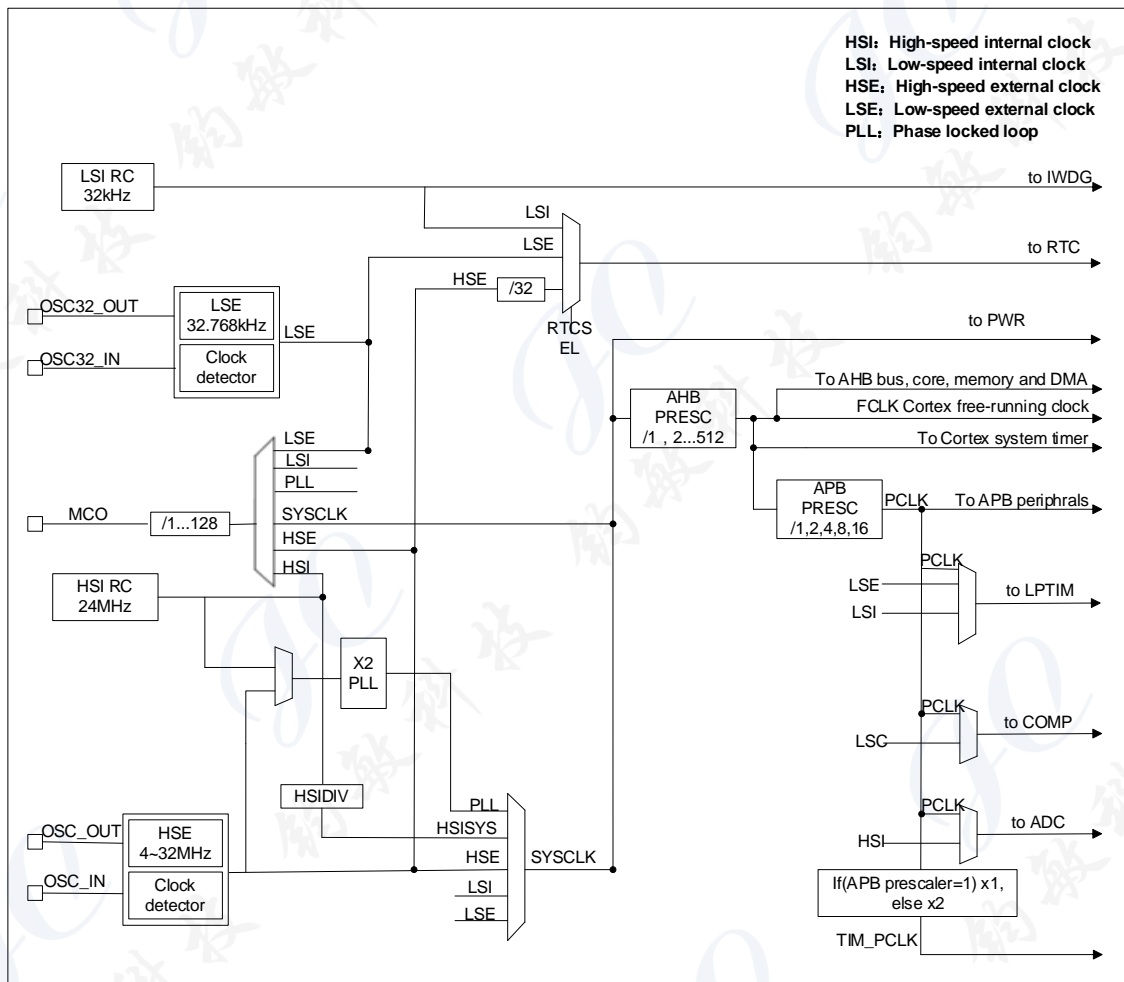 HSI：High-speed internal clock
LSI：Low-speed internal clock
HSE：High-speed external clock
LSE：Low-speed external clock
PLL：Phase locked loop
LSI RC
32kHz
to IWDG
LSI
LSE
to RTC
HSE
/32
RTCS
EL
OSC32_OUT
LSE
32.768kHz
LSE
OSC32_IN
Clock
detector
to PWR
AHB
PRESC
/1 , 2...512
To AHB bus, core, memory and DMA
FCLK Cortex free-running clock
To Cortex system timer
LSE
LSI
PLL
MCO
/1...128
SYSCLK
HSE
HSI
APB
PRESC
/1,2,4,8,16
PCLK
To APB periphrals
HSI RC
24MHz
PCLK
LSE
LSI
to LPTIM
X2
PLL
PCLK
LSC
to COMP
HSIDIV
PLL
HSISYS
HSE
SYSCLK
LSI
LSE
OSC_OUT
HSE
4~32MHz
OSC_IN
Clock
detector
PCLK
HSI
to ADC
If(APB prescaler=1) x1,
else x2
TIM_PCLK